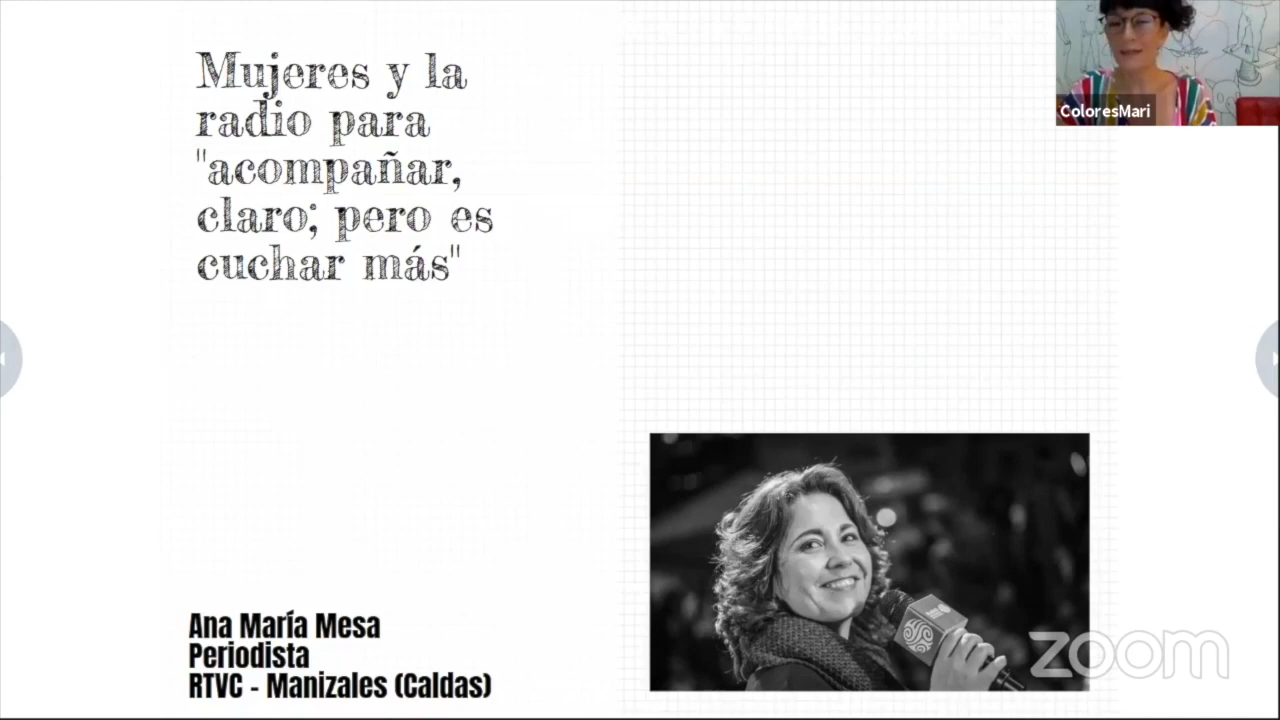 Mujeres y la
radio para
"acompañar,
claro; pero es
cuchar más"
ColoresMari
Ana María Mesa
Periodista
RTVC - Manizales (Caldas)
zoom